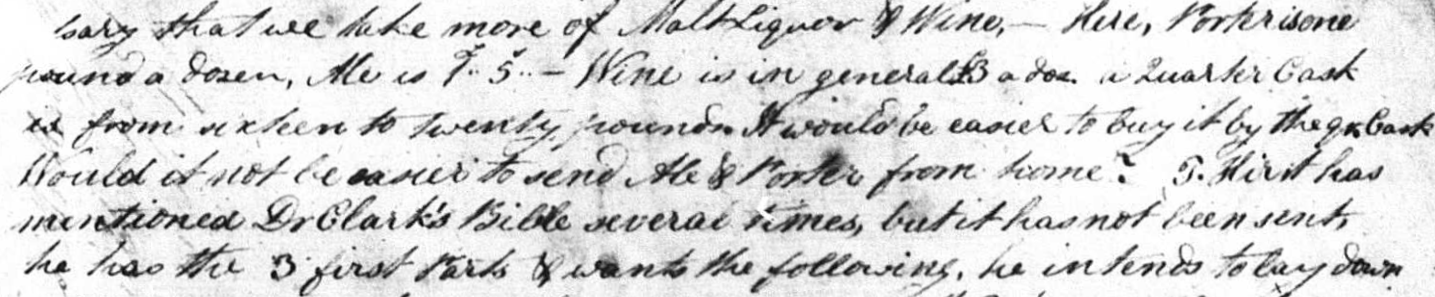 sary that we take more of Malt Liquor & Wine, — Here, Porter is one
pound a dozen, Ale is 1.. 5.. — Wine is in general £3 a doz. a Quarter Cask
is from sixteen to twenty pounds. It would be easier to buy it by the qr Cask
Would it not be easier to send Ale & Porter from home? T. Hirst has
mentioned Dr Clark's Bible several times, but it has not been sent,
he has the 3 first Parts & wants the following, he intends to lay down